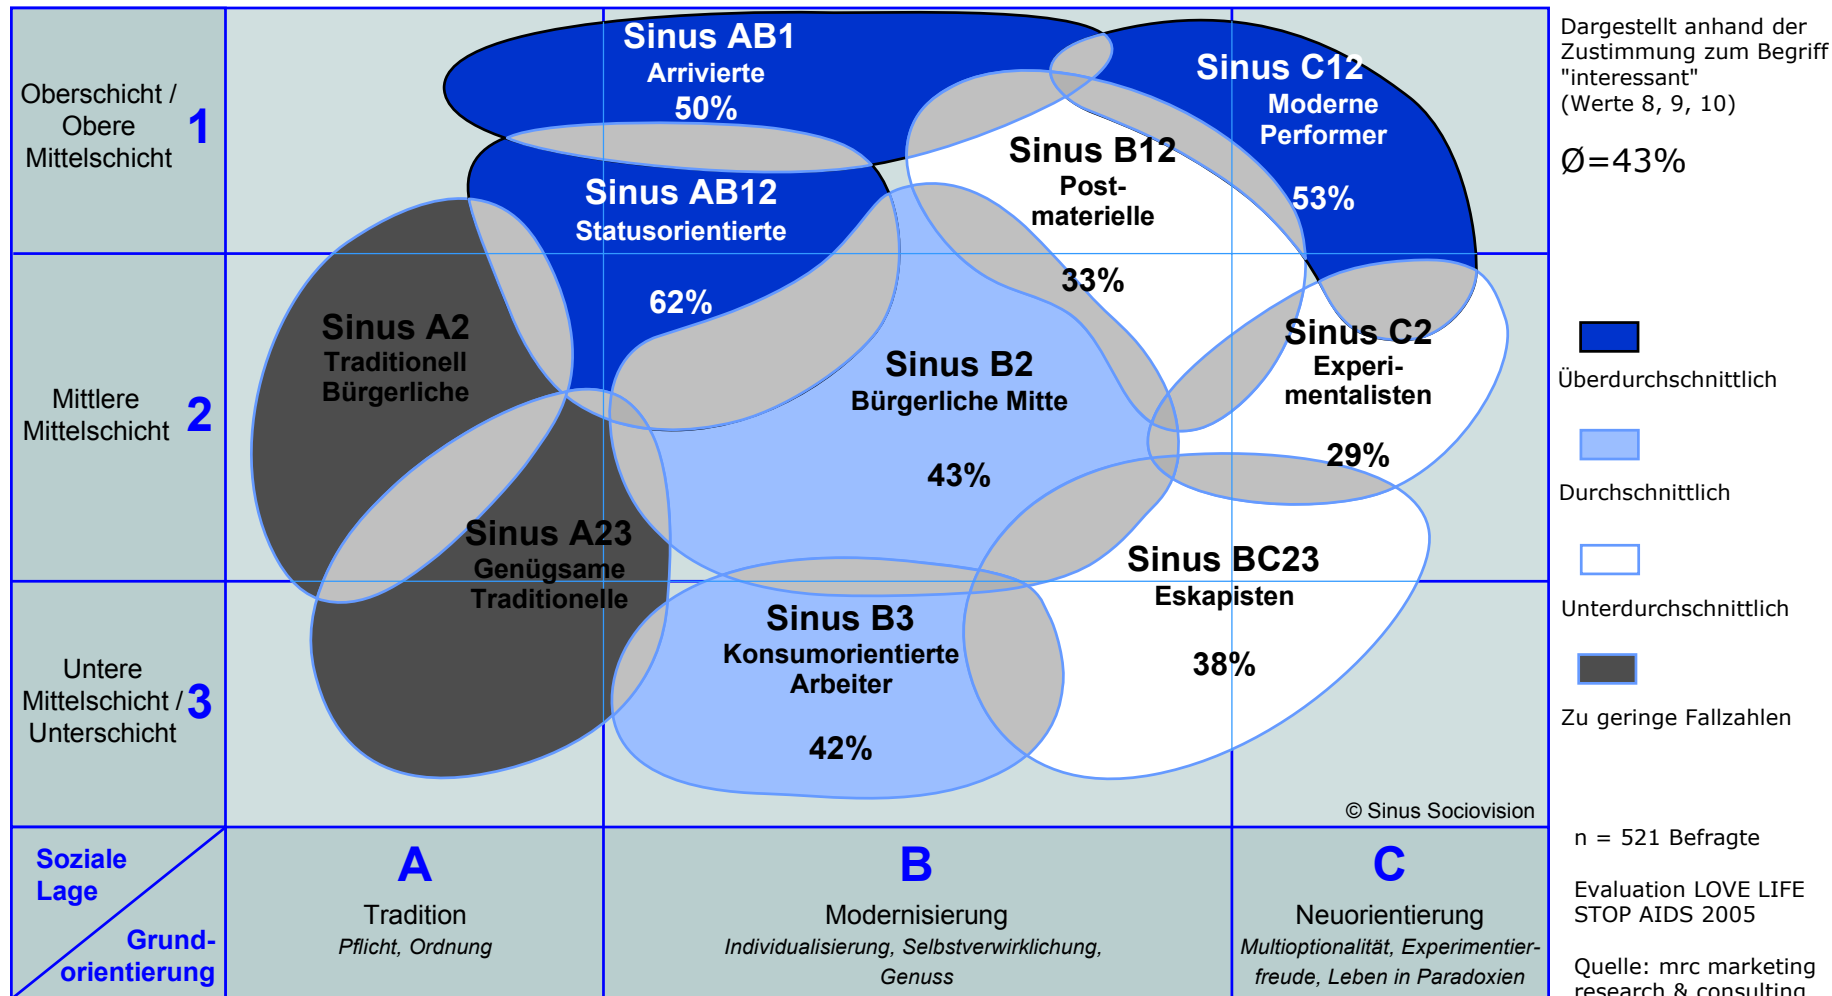 Oberschicht /
Obere
Mittelschicht
1
Mittlere
Mittelschicht
2
Untere
Mittelschicht /
Unterschicht
3
Sinus AB1
Arrivierte
50%
Sinus C12
Moderne
Performer
53%
Sinus B12
Post-
materielle
33%
Sinus AB12
Statusorientierte
62%
Sinus A2
Traditionell
Bürgerliche
Sinus B2
Bürgerliche Mitte
43%
Sinus C2
Experi-
mentalisten
29%
Sinus A23
Genügsame
Traditionelle
Sinus BC23
Eskapisten
38%
Sinus B3
Konsumorientierte
Arbeiter
42%
© Sinus Sociovision
Soziale
Lage
Grund-
orientierung
A
Tradition
Pflicht, Ordnung
B
Modernisierung
Individualisierung, Selbstverwirklichung,
Genuss
C
Neuorientierung
Multioptionalität, Experimentier-
freude, Leben in Paradoxien
Dargestellt anhand der
Zustimmung zum Begriff
"interessant"
(Werte 8, 9, 10)
Ø=43%
Überdurchschnittlich
Durchschnittlich
Unterdurchschnittlich
Zu geringe Fallzahlen
n = 521 Befragte
Evaluation LOVE LIFE
STOP AIDS 2005
Quelle: mrc marketing
research & consulting